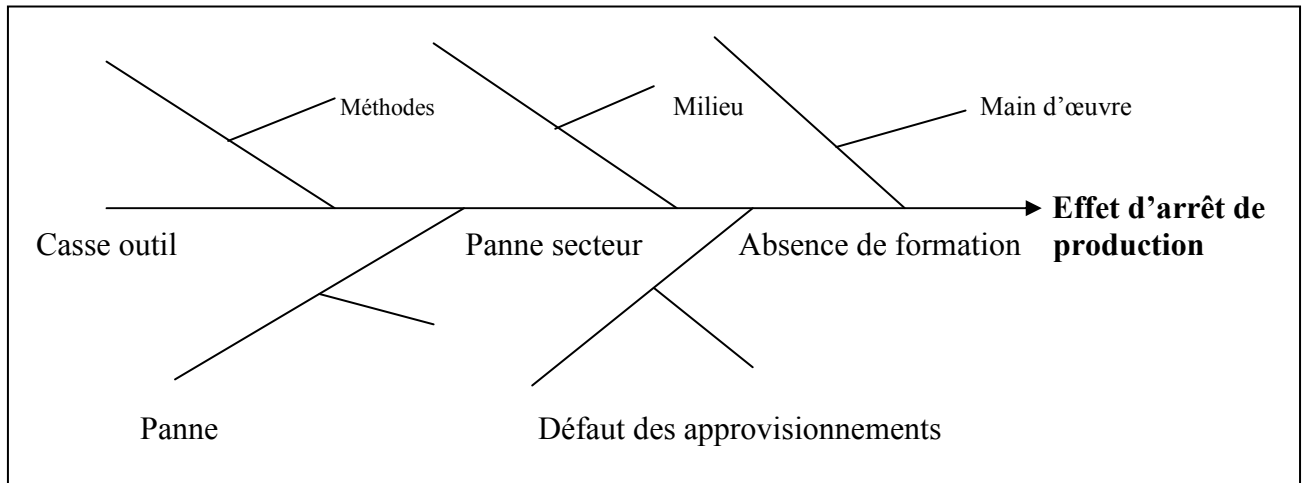 Méthodes
Milieu
Main d’œuvre
Effet d’arrêt de
production
Casse outil
Panne secteur
Absence de formation
Panne
Défaut des approvisionnements